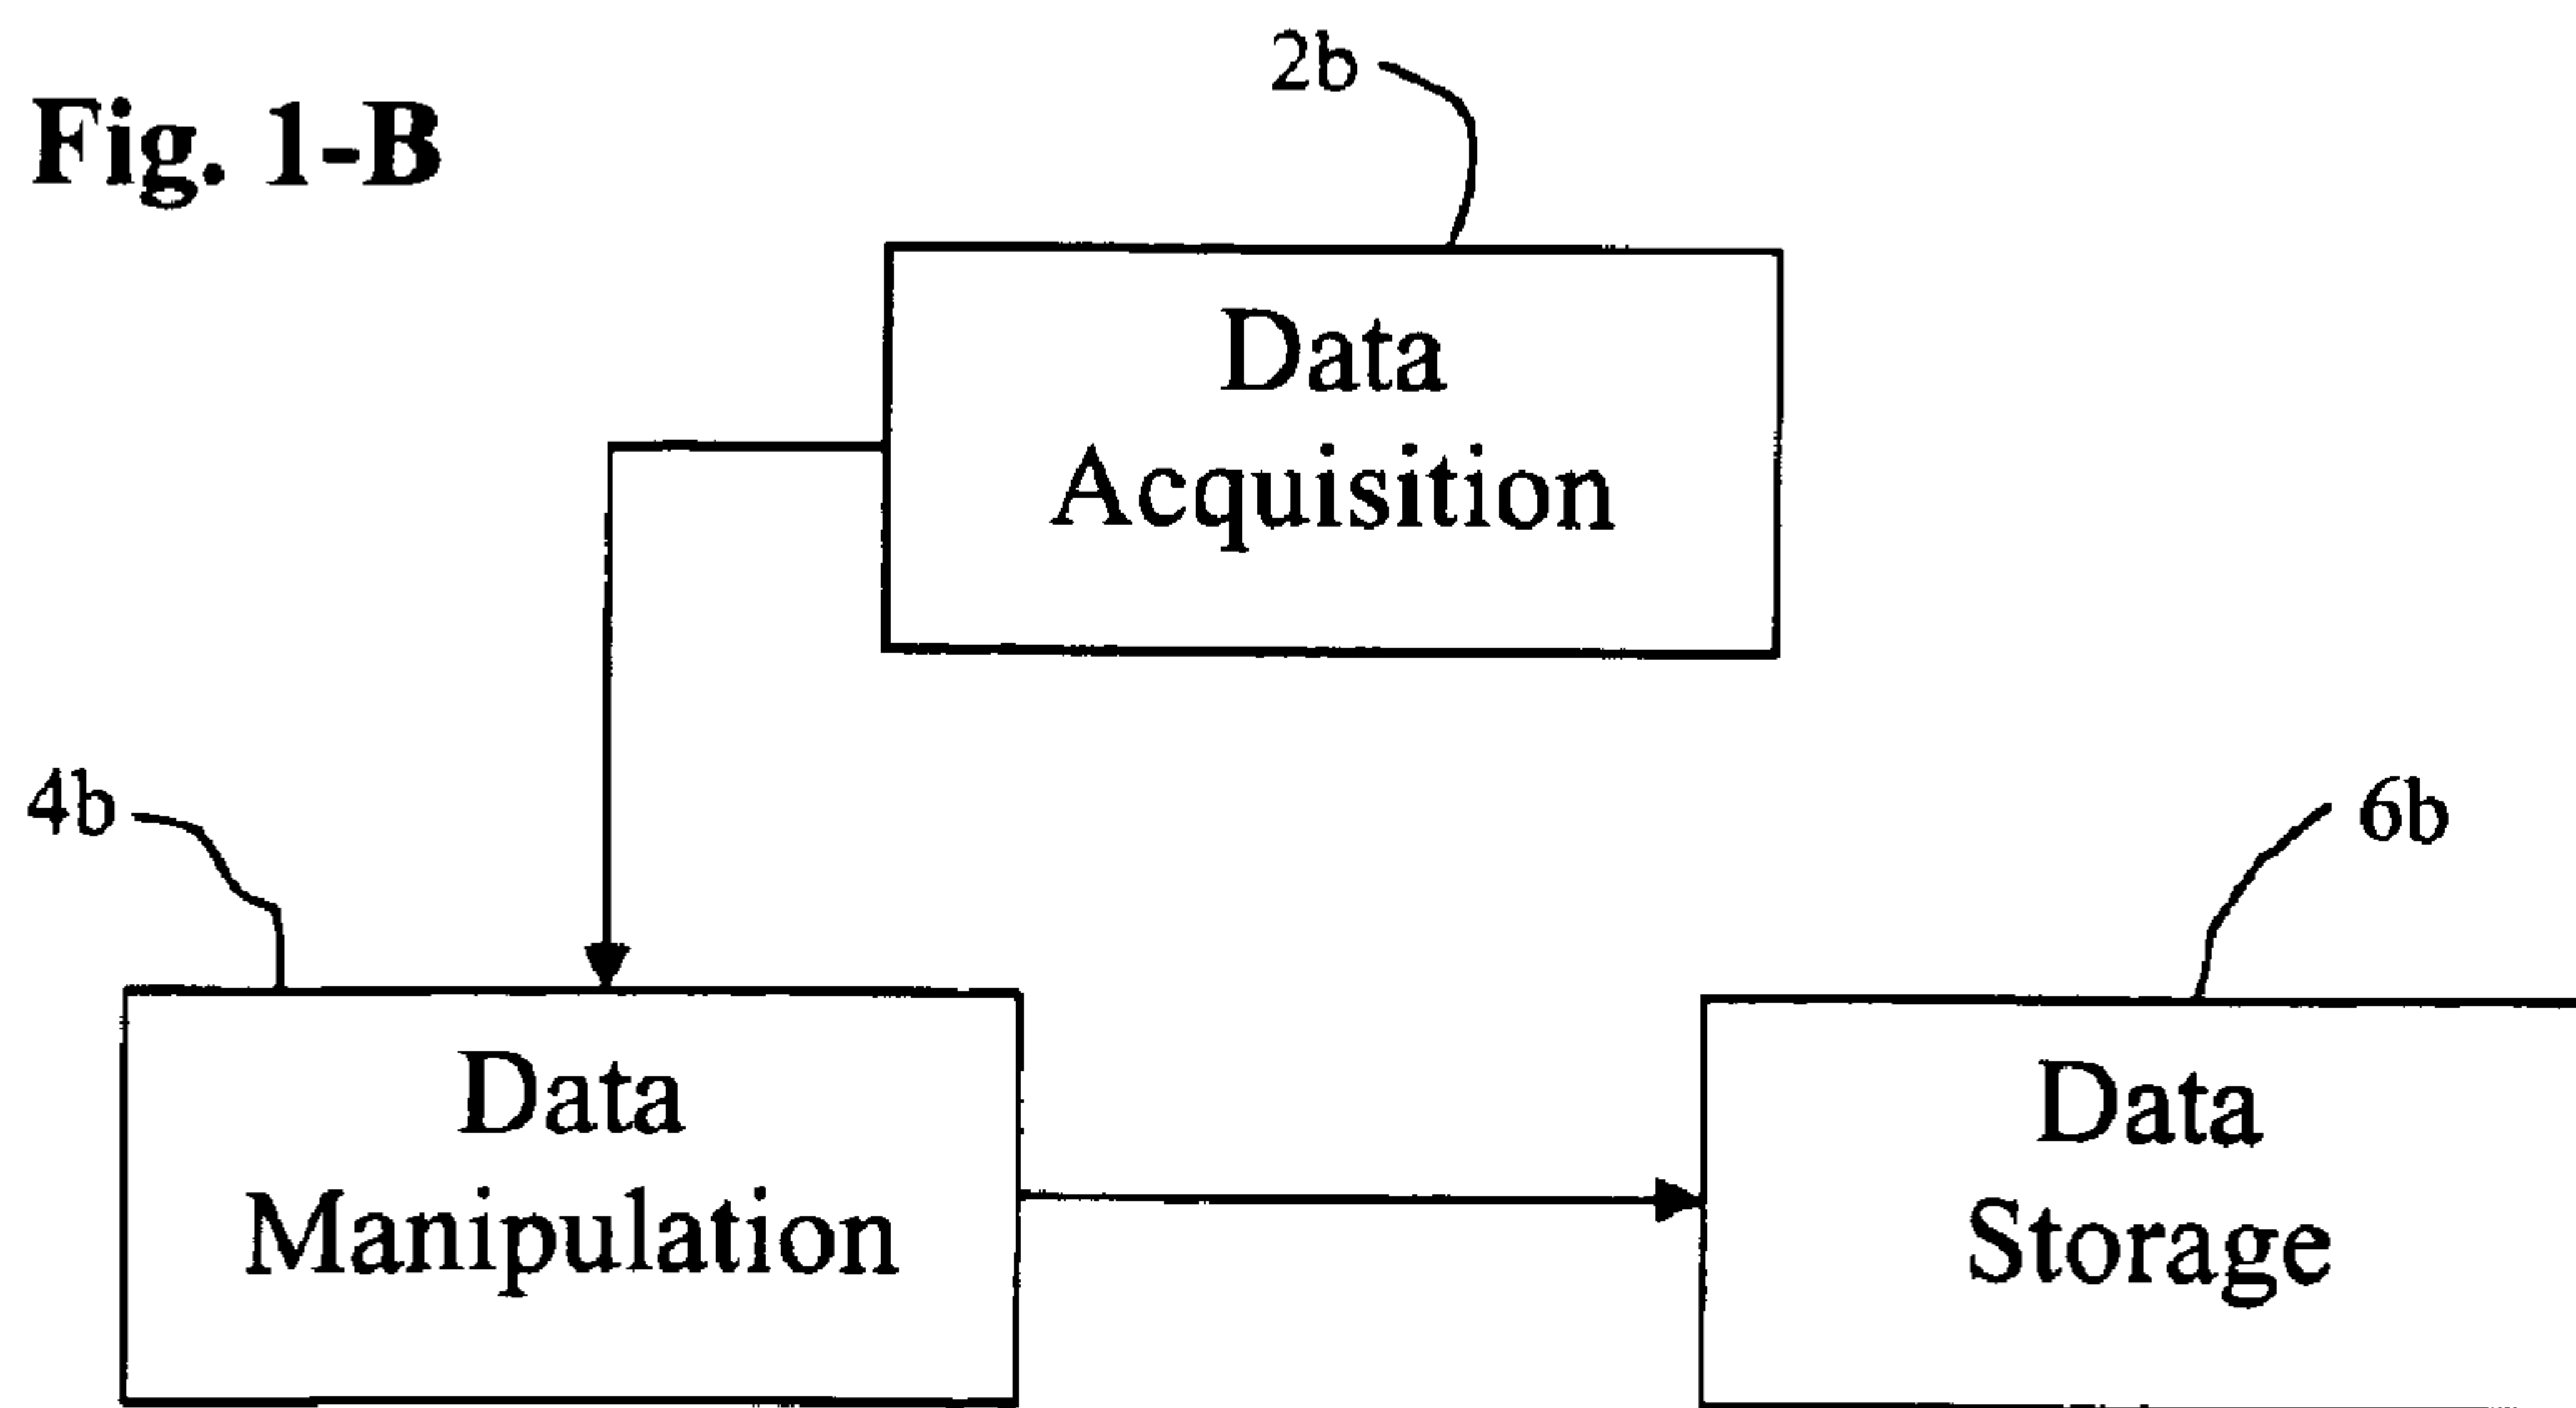 Fig. 1-B
2b
Data
Acquisition
4b
6b
Data
Manipulation
Data
Storage